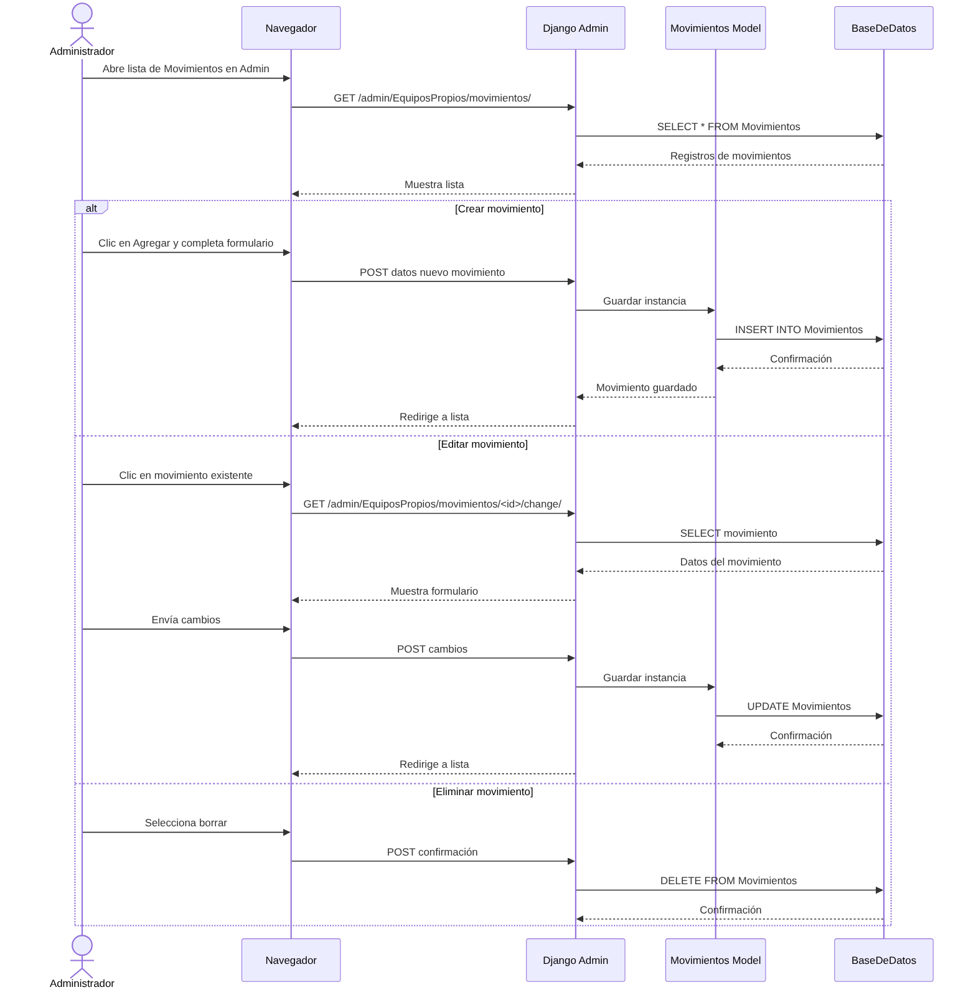 Administrador
Navegador
Django Admin
Movimientos Model
BaseDeDatos
Abre lista de Movimientos en Admin
GET /admin/EquiposPropios/movimientos/
SELECT * FROM Movimientos
Registros de movimientos
Muestra lista
alt
[Crear movimiento]
Clic en Agregar y completa formulario
POST datos nuevo movimiento
Guardar instancia
INSERT INTO Movimientos
Confirmación
Movimiento guardado
Redirige a lista
[Editar movimiento]
Clic en movimiento existente
GET /admin/EquiposPropios/movimientos/<id>/change/
SELECT movimiento
Datos del movimiento
Muestra formulario
Envía cambios
POST cambios
Guardar instancia
UPDATE Movimientos
Confirmación
Redirige a lista
[Eliminar movimiento]
Selecciona borrar
POST confirmación
DELETE FROM Movimientos
Confirmación
Administrador
Navegador
Django Admin
Movimientos Model
BaseDeDatos